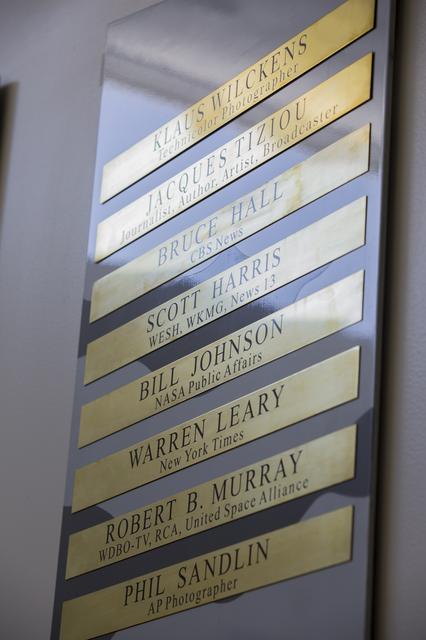 KLAUS WILCKENS
Technicolor Photographer
JACQUES TIZIOU
Journalist, Author, Artist, Broadcaster
BRUCE HALL
CBS News
SCOTT HARRIS
WESH, WKMG, News 13
BILL JOHNSON
NASA Public Affairs
WARREN LEARY
New York Times
ROBERT B. MURRAY
WDBO-TV, RCA, United Space Alliance
PHIL SANDLIN
AP Photographer